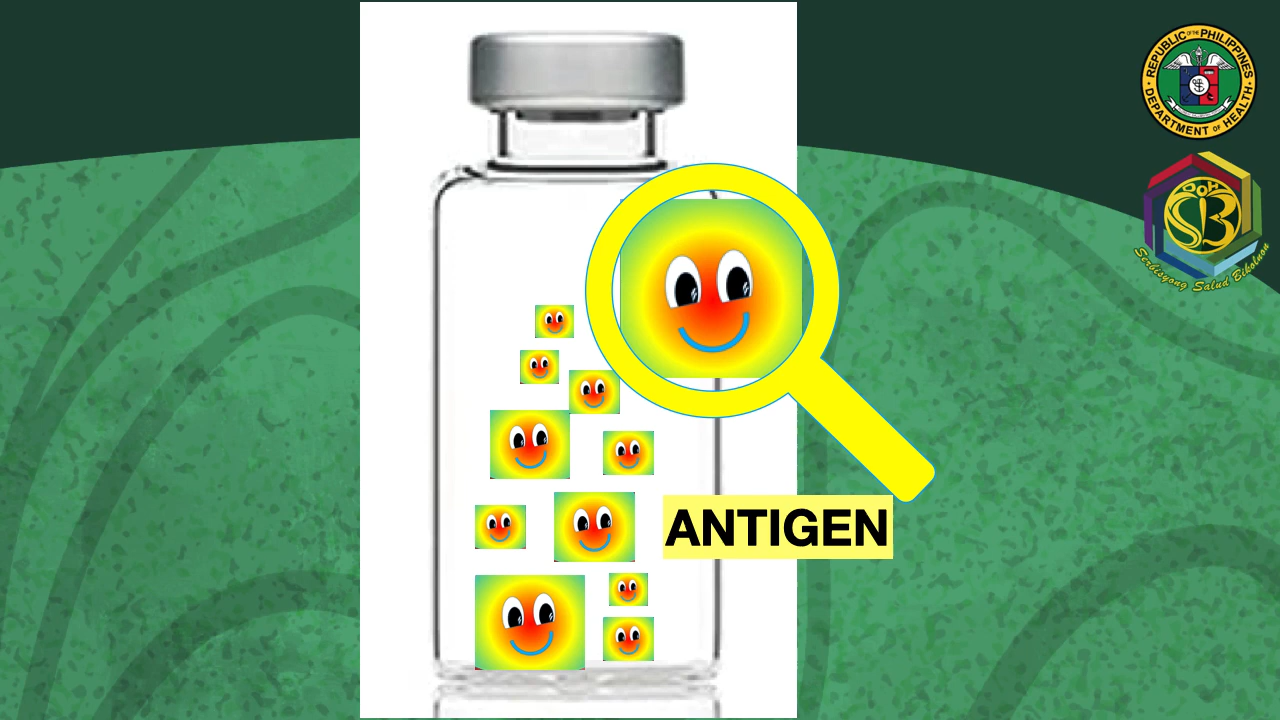 REPUBLIC OF THE PHILIPPINES
DEPARTMENT OF HEALTH
DOH
Serbisyong Salud Bikolnon
ANTIGEN